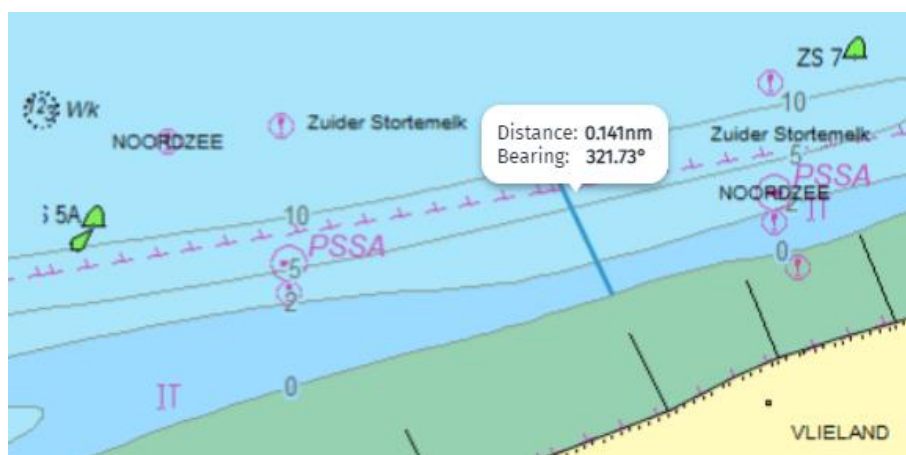 ZS 7
12₂ Wk
NOORDZEE
Zuider Stortemelk
Distance: 0.141nm
Bearing: 321.73°
10
Zuider Stortemelk
5
PSSA
NOORDZEE
2
IT
5A
10
PSSA
5
2
0
0
IT
VLIELAND